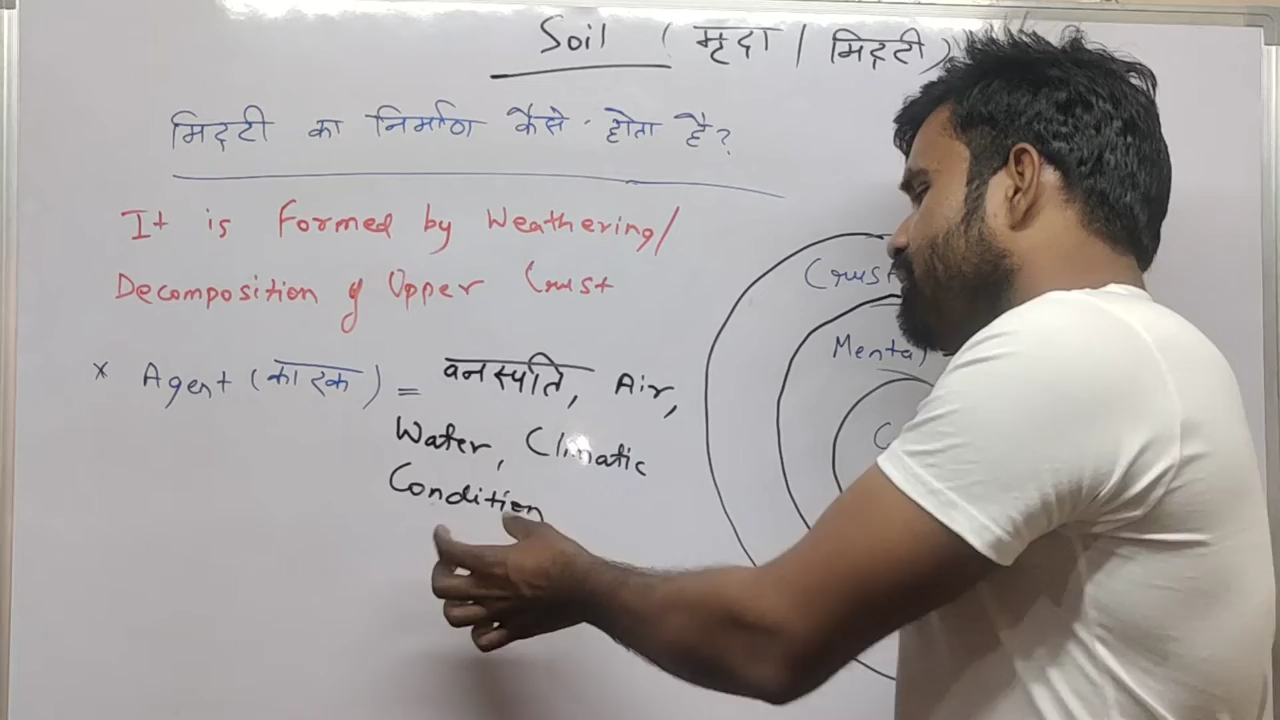 Soil (मृदा / मिट्टी)
मिट्टी का निर्माण कैसे होता है?
It is Formed by Weathering/
Decomposition of Upper Crust
* Agent (कारक) = वनस्पति, Air,
Water, Climatic
Condition
Crust
Mental